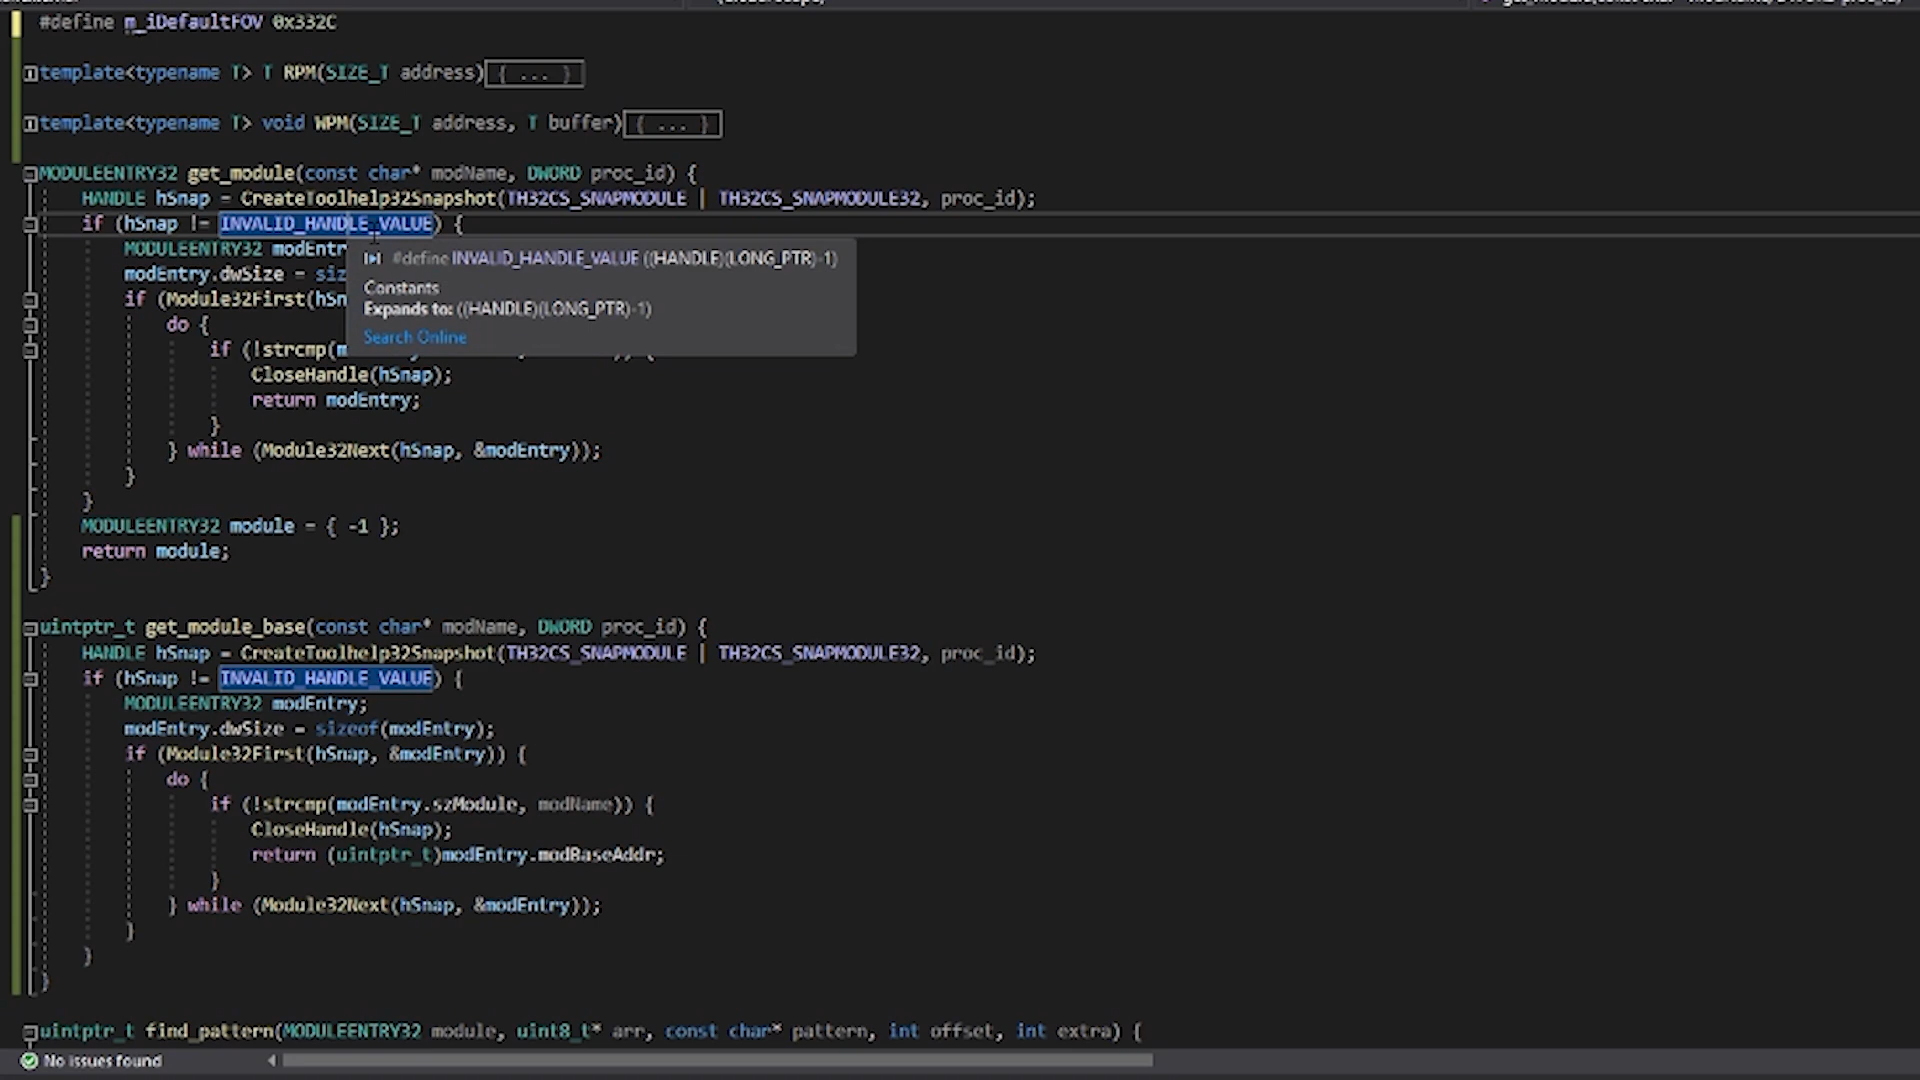 #define m_iDefaultFOV 0x332C
template<typename T> T RPM(SIZE_T address){ ... }
template<typename T> void WPM(SIZE_T address, T buffer){ ... }
MODULEENTRY32 get_module(const char* modName, DWORD proc_id) {
HANDLE hSnap = CreateToolhelp32Snapshot(TH32CS_SNAPMODULE | TH32CS_SNAPMODULE32, proc_id);
if (hSnap != INVALID_HANDLE_VALUE) {
MODULEENTRY32 modEntr
#define INVALID_HANDLE_VALUE ((HANDLE)(LONG_PTR)-1)
modEntry.dwSize = siz
Constants
if (Module32First(hSn
Expands to: ((HANDLE)(LONG_PTR)-1)
do {
Search Online
if (!strcmp(m
CloseHandle(hSnap);
return modEntry;
}
} while (Module32Next(hSnap, &modEntry));
}
}
MODULEENTRY32 module = { -1 };
return module;
}
uintptr_t get_module_base(const char* modName, DWORD proc_id) {
HANDLE hSnap = CreateToolhelp32Snapshot(TH32CS_SNAPMODULE | TH32CS_SNAPMODULE32, proc_id);
if (hSnap != INVALID_HANDLE_VALUE) {
MODULEENTRY32 modEntry;
modEntry.dwSize = sizeof(modEntry);
if (Module32First(hSnap, &modEntry)) {
do {
if (!strcmp(modEntry.szModule, modName)) {
CloseHandle(hSnap);
return (uintptr_t)modEntry.modBaseAddr;
}
} while (Module32Next(hSnap, &modEntry));
}
}
}
uintptr_t find_pattern(MODULEENTRY32 module, uint8_t* arr, const char* pattern, int offset, int extra) {
No issues found